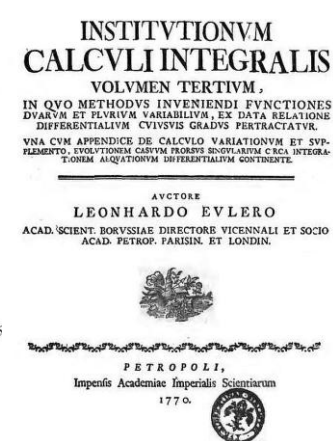 INSTITVTIONVM
CALCVLI INTEGRALIS
VOLVMEN TERTIVM,
IN QVO METHODVS INVENIENDI FVNCTIONES
DVARVM ET PLVRIVM VARIABILIVM, EX DATA RELATIONE
DIFFERENTIALIVM CVIVSVIS GRADVS PERTRACTATVR.
VNA CVM APPENDICE DE CALCVLO VARIATIONVM ET SVP-
PLEMENTO, EVOLVTIONEM CASVVM PRORSVS SINGVLARIVM CIRCA INTEGRA-
TIONEM AEQVATIONVM DIFFERENTIALIVM CONTINENTE.
AVCTORE
LEONHARDO EVLERO
ACAD. SCIENT. BORVSSIAE DIRECTORE VICENNALI ET SOCIO
ACAD. PETROP. PARISIN. ET LONDIN.
PETROPOLI,
Impensis Academiae Imperialis Scientiarum
1770.